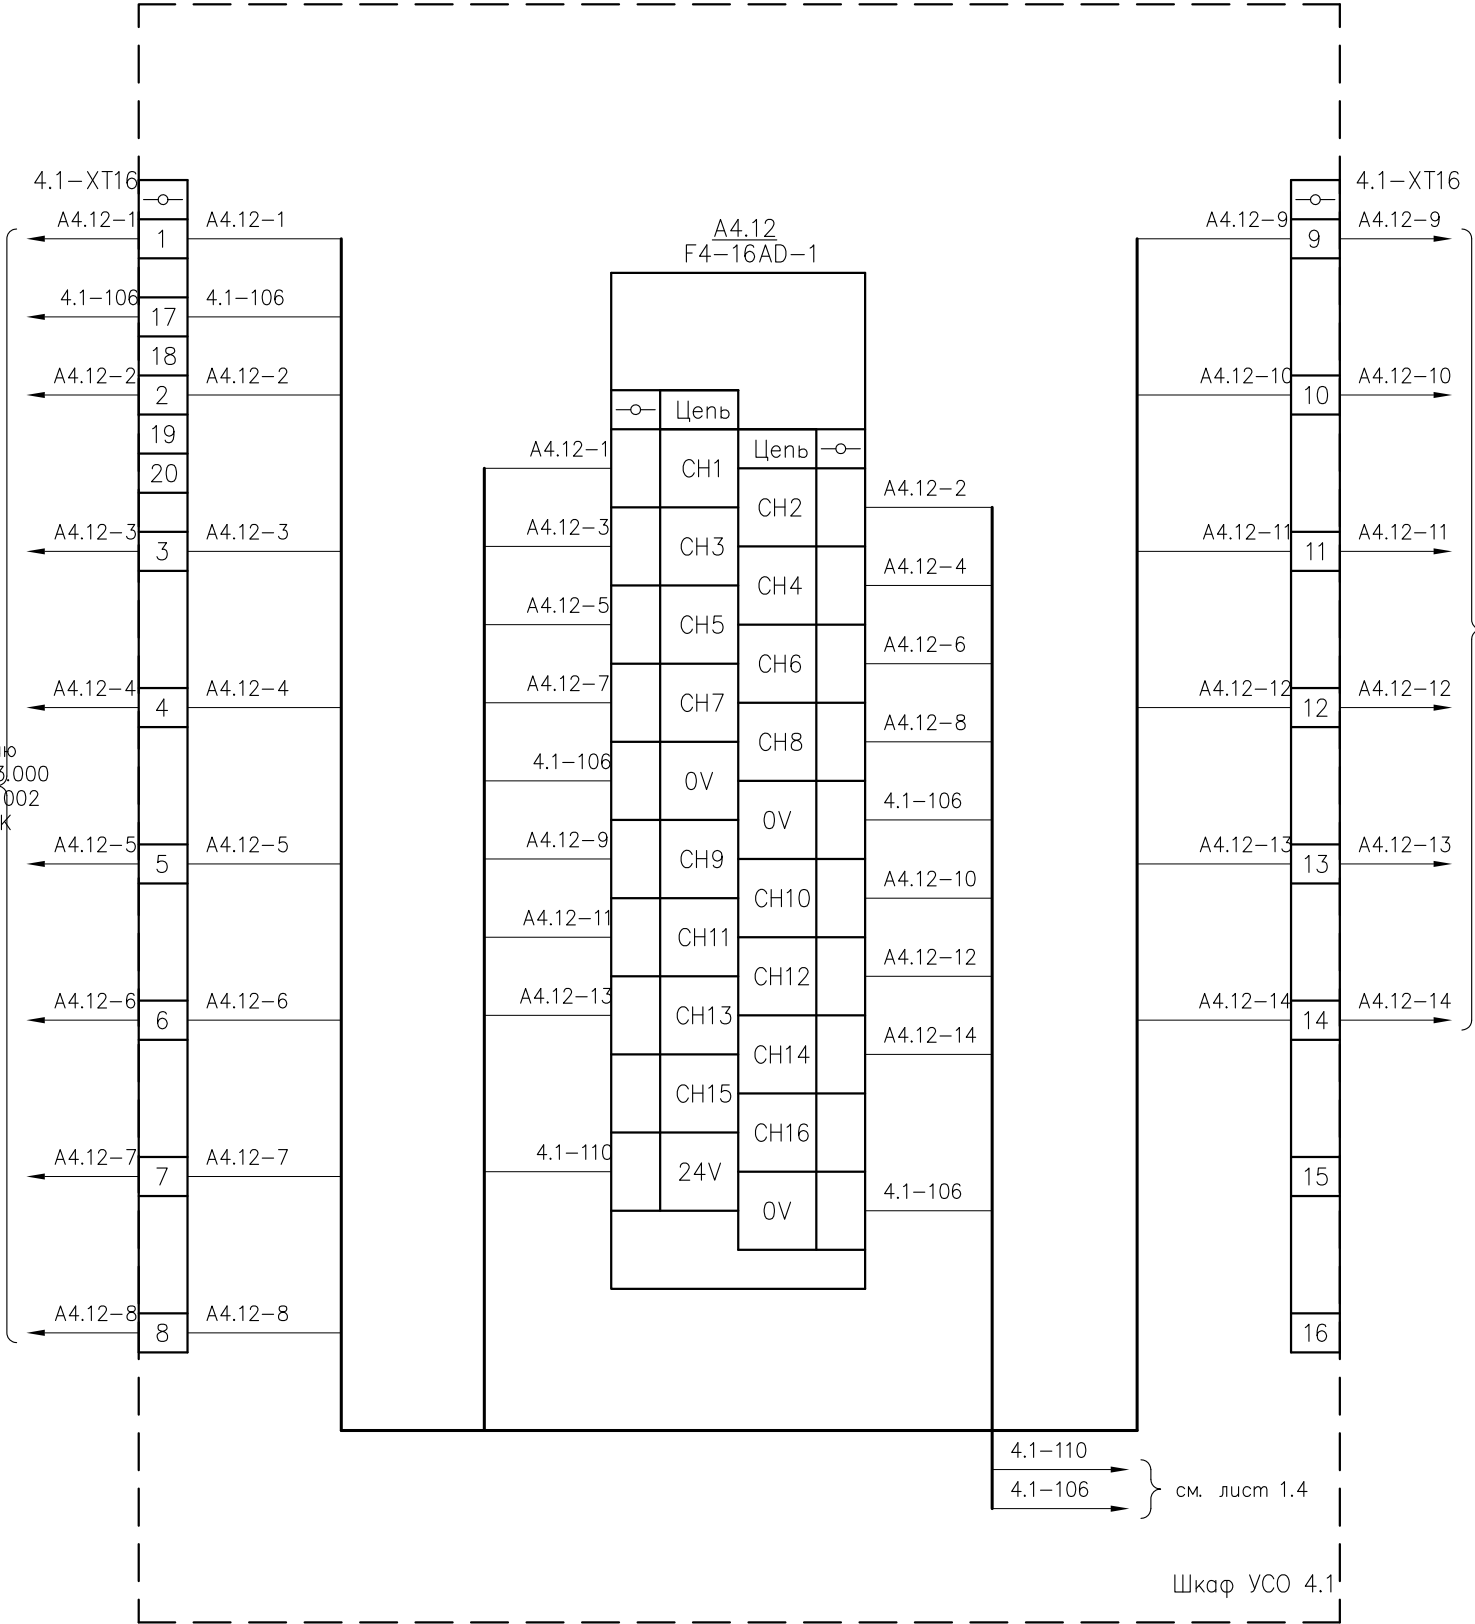 4.1-XT16
A4.12-1 1 A4.12-1
4.1-106 17 4.1-106
18
A4.12-2 2 A4.12-2
19
20
A4.12-3 3 A4.12-3
A4.12-4 4 A4.12-4
3.000
002
A4.12-5 5 A4.12-5
A4.12-6 6 A4.12-6
A4.12-7 7 A4.12-7
A4.12-8 8 A4.12-8
A4.12
F4-16AD-1
Цепь
Цепь
A4.12-1 CH1
CH2 A4.12-2
A4.12-3 CH3
CH4 A4.12-4
A4.12-5 CH5
CH6 A4.12-6
A4.12-7 CH7
CH8 A4.12-8
4.1-106 0V
0V 4.1-106
A4.12-9 CH9
CH10 A4.12-10
A4.12-11 CH11
CH12 A4.12-12
A4.12-13 CH13
CH14 A4.12-14
CH15
CH16
4.1-110 24V
0V 4.1-106
4.1-XT16
A4.12-9 9 A4.12-9
A4.12-10 10 A4.12-10
A4.12-11 11 A4.12-11
A4.12-12 12 A4.12-12
A4.12-13 13 A4.12-13
A4.12-14 14 A4.12-14
15
16
4.1-110
4.1-106
см. лист 1.4
Шкаф УСО 4.1